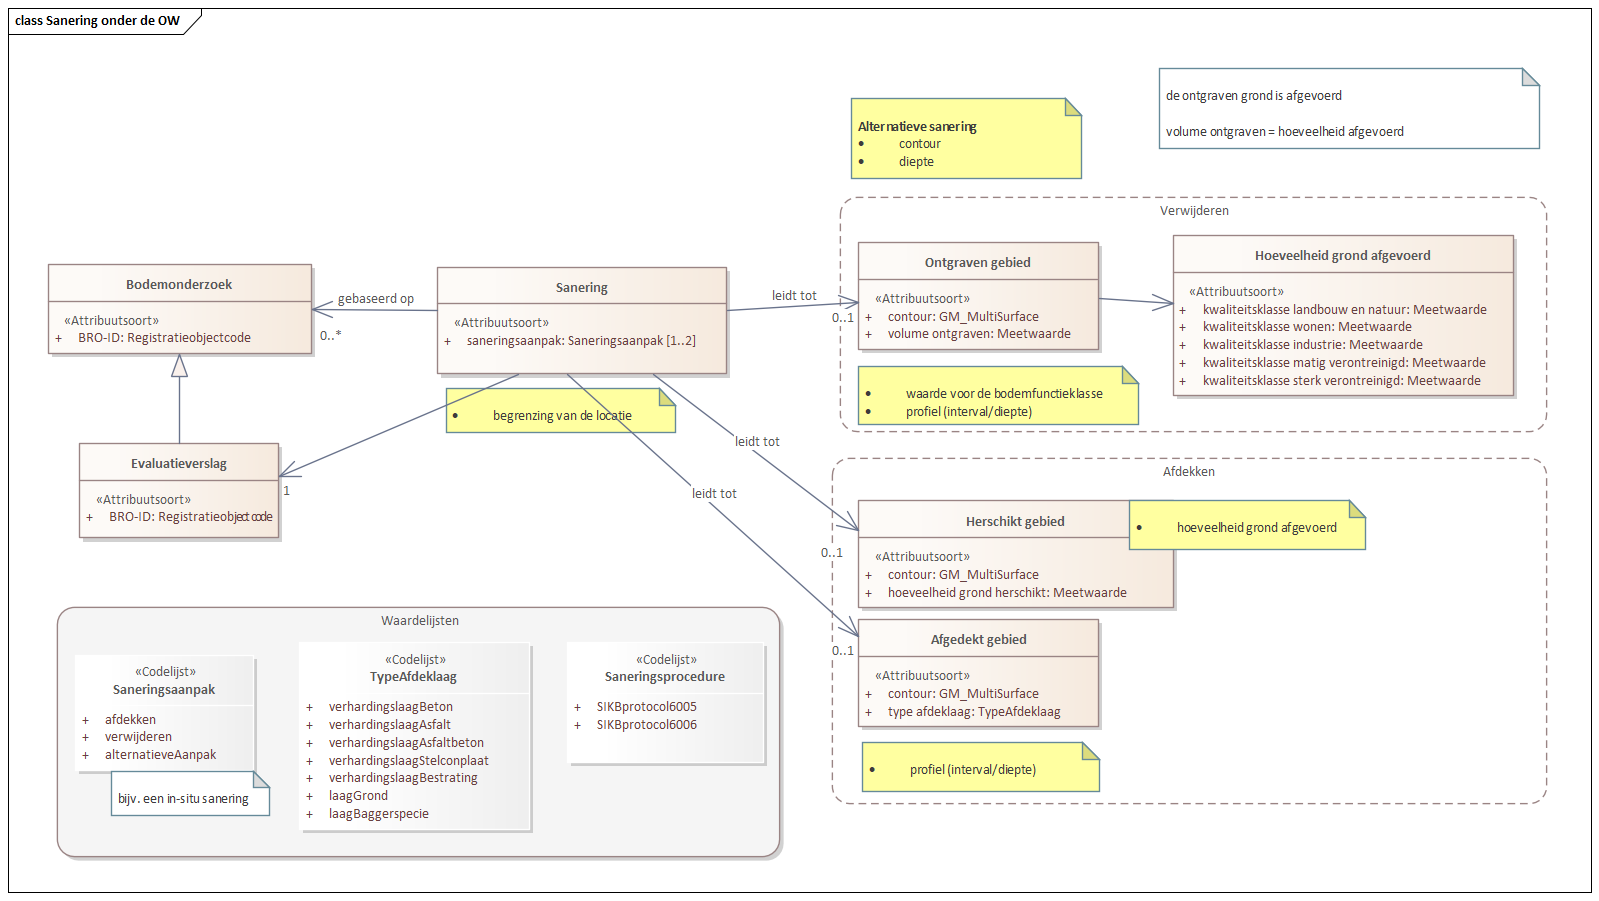 class Sanering onder de OW
de ontgraven grond is afgevoerd
volume ontgraven = hoeveelheid afgevoerd
Alternatieve sanering
• contour
• diepte
Verwijderen
Ontgraven gebied
«Attribuutsoort»
+ contour: GM_MultiSurface
+ volume ontgraven: Meetwaarde
Hoeveelheid grond afgevoerd
«Attribuutsoort»
+ kwaliteitsklasse landbouw en natuur: Meetwaarde
+ kwaliteitsklasse wonen: Meetwaarde
+ kwaliteitsklasse industrie: Meetwaarde
+ kwaliteitsklasse matig verontreinigd: Meetwaarde
+ kwaliteitsklasse sterk verontreinigd: Meetwaarde
• waarde voor de bodemfunctieklasse
• profiel (interval/diepte)
Bodemonderzoek
«Attribuutsoort»
+ BRO-ID: Registratieobjectcode
gebaseerd op
0..*
Sanering
«Attribuutsoort»
+ saneringsaanpak: Saneringsaanpak [1..2]
leidt tot
0..1
• begrenzing van de locatie
Evaluatieverslag
«Attribuutsoort»
+ BRO-ID: Registratieobjectcode
1
leidt tot
leidt tot
0..1
0..1
Afdekken
Herschikt gebied
«Attribuutsoort»
+ contour: GM_MultiSurface
+ hoeveelheid grond herschikt: Meetwaarde
• hoeveelheid grond afgevoerd
Afgedekt gebied
«Attribuutsoort»
+ contour: GM_MultiSurface
+ type afdeklaag: TypeAfdeklaag
• profiel (interval/diepte)
Waardelijsten
«Codelijst»
Saneringsaanpak
+ afdekken
+ verwijderen
+ alternatieveAanpak
bijv. een in-situ sanering
«Codelijst»
TypeAfdeklaag
+ verhardingslaagBeton
+ verhardingslaagAsfalt
+ verhardingslaagAsfaltbeton
+ verhardingslaagStelconplaat
+ verhardingslaagBestrating
+ laagGrond
+ laagBaggerspecie
«Codelijst»
Saneringsprocedure
+ SIKBprotocol6005
+ SIKBprotocol6006